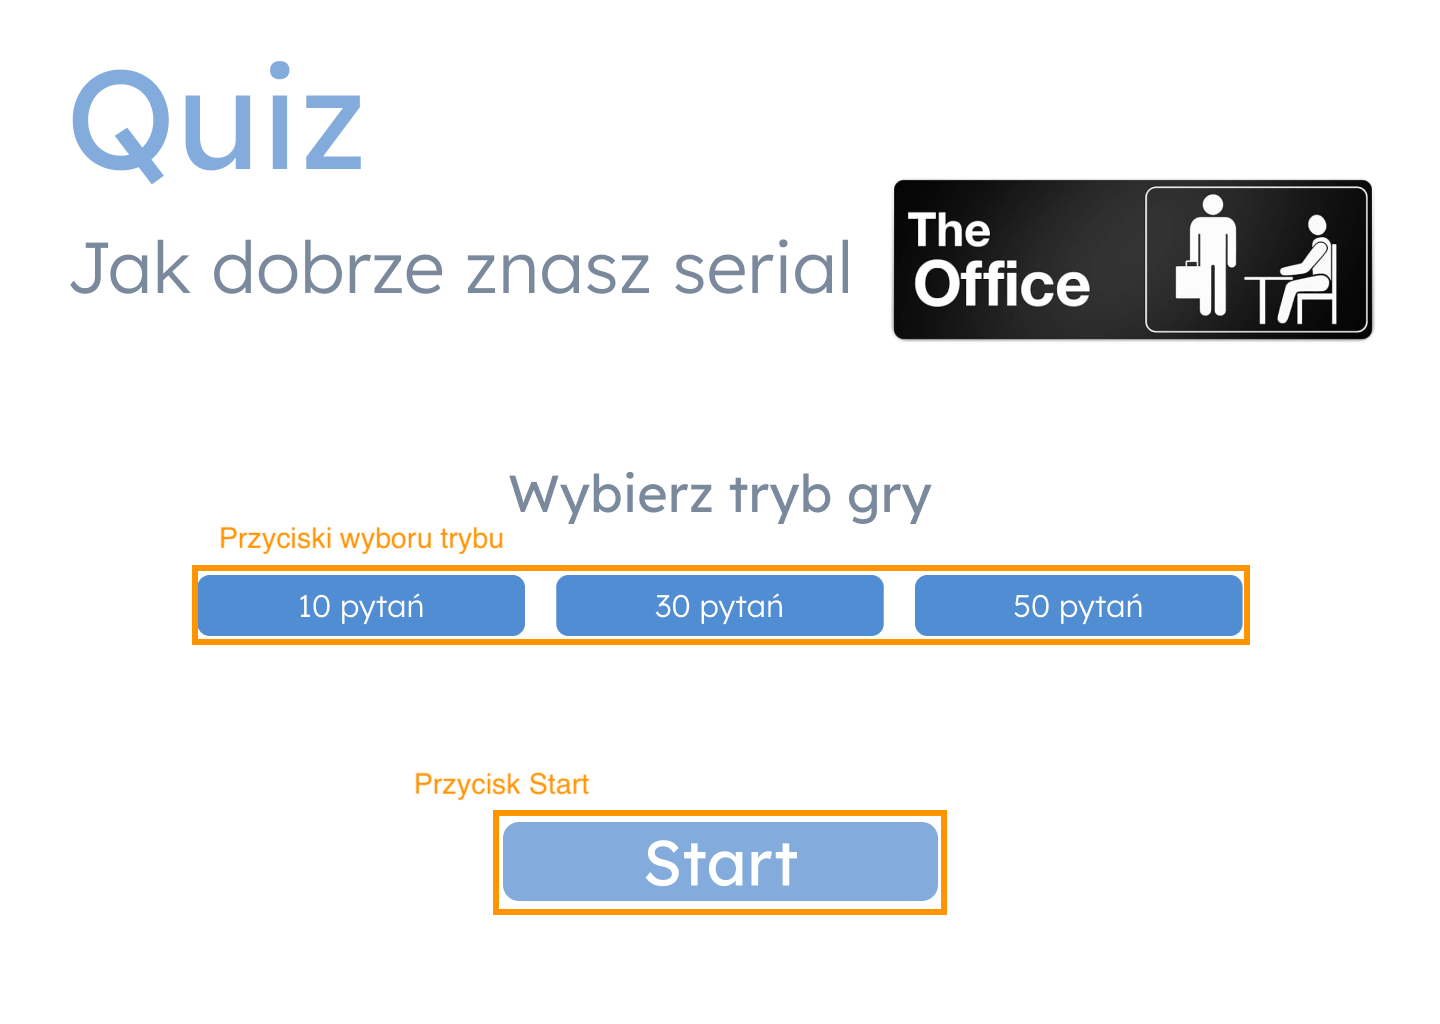 Quiz
Jak dobrze znasz serial
The
Office
Wybierz tryb gry
Przyciski wyboru trybu
10 pytań
30 pytań
50 pytań
Przycisk Start
Start